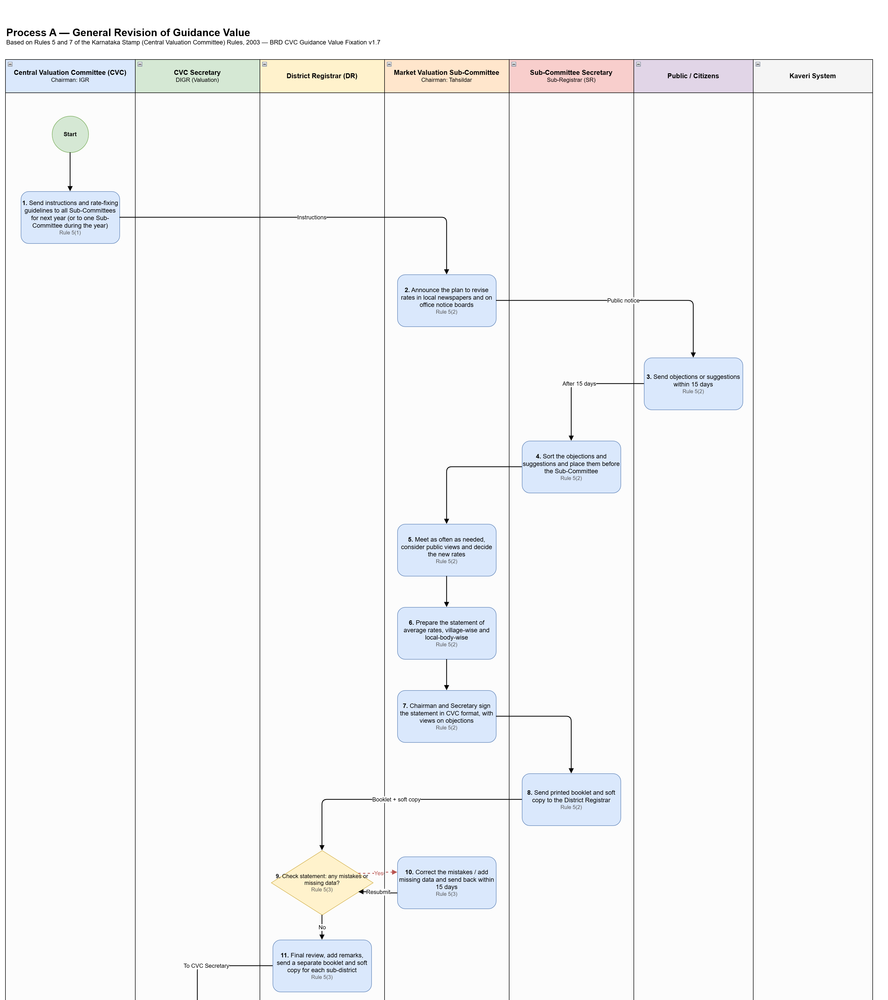 Process A — General Revision of Guidance Value
Based on Rules 5 and 7 of the Karnataka Stamp (Central Valuation Committee) Rules, 2003 — BRD CVC Guidance Value Fixation v1.7
Central Valuation Committee (CVC)
Chairman: IGR
CVC Secretary
DIGR (Valuation)
District Registrar (DR)
Market Valuation Sub-Committee
Chairman: Tahsildar
Sub-Committee Secretary
Sub-Registrar (SR)
Public / Citizens
Kaveri System
Start
1. Send instructions and rate-fixing
guidelines to all Sub-Committees
for next year (or to one Sub-
Committee during the year)
Rule 5(1)
Instructions
2. Announce the plan to revise
rates in local newspapers and on
office notice boards
Rule 5(2)
Public notice
3. Send objections or suggestions
within 15 days
Rule 5(2)
After 15 days
4. Sort the objections and
suggestions and place them before
the Sub-Committee
Rule 5(2)
5. Meet as often as needed,
consider public views and decide
the new rates
Rule 5(2)
6. Prepare the statement of
average rates, village-wise and
local-body-wise
Rule 5(2)
7. Chairman and Secretary sign
the statement in CVC format, with
views on objections
Rule 5(2)
8. Send printed booklet and soft
copy to the District Registrar
Rule 5(2)
Booklet + soft copy
9. Check statement: any mistakes or
missing data?
Rule 5(3)
Yes
10. Correct the mistakes / add
missing data and send back within
15 days
Rule 5(3)
Resubmit
No
11. Final review, add remarks,
send a separate booklet and soft
copy for each sub-district
Rule 5(3)
To CVC Secretary